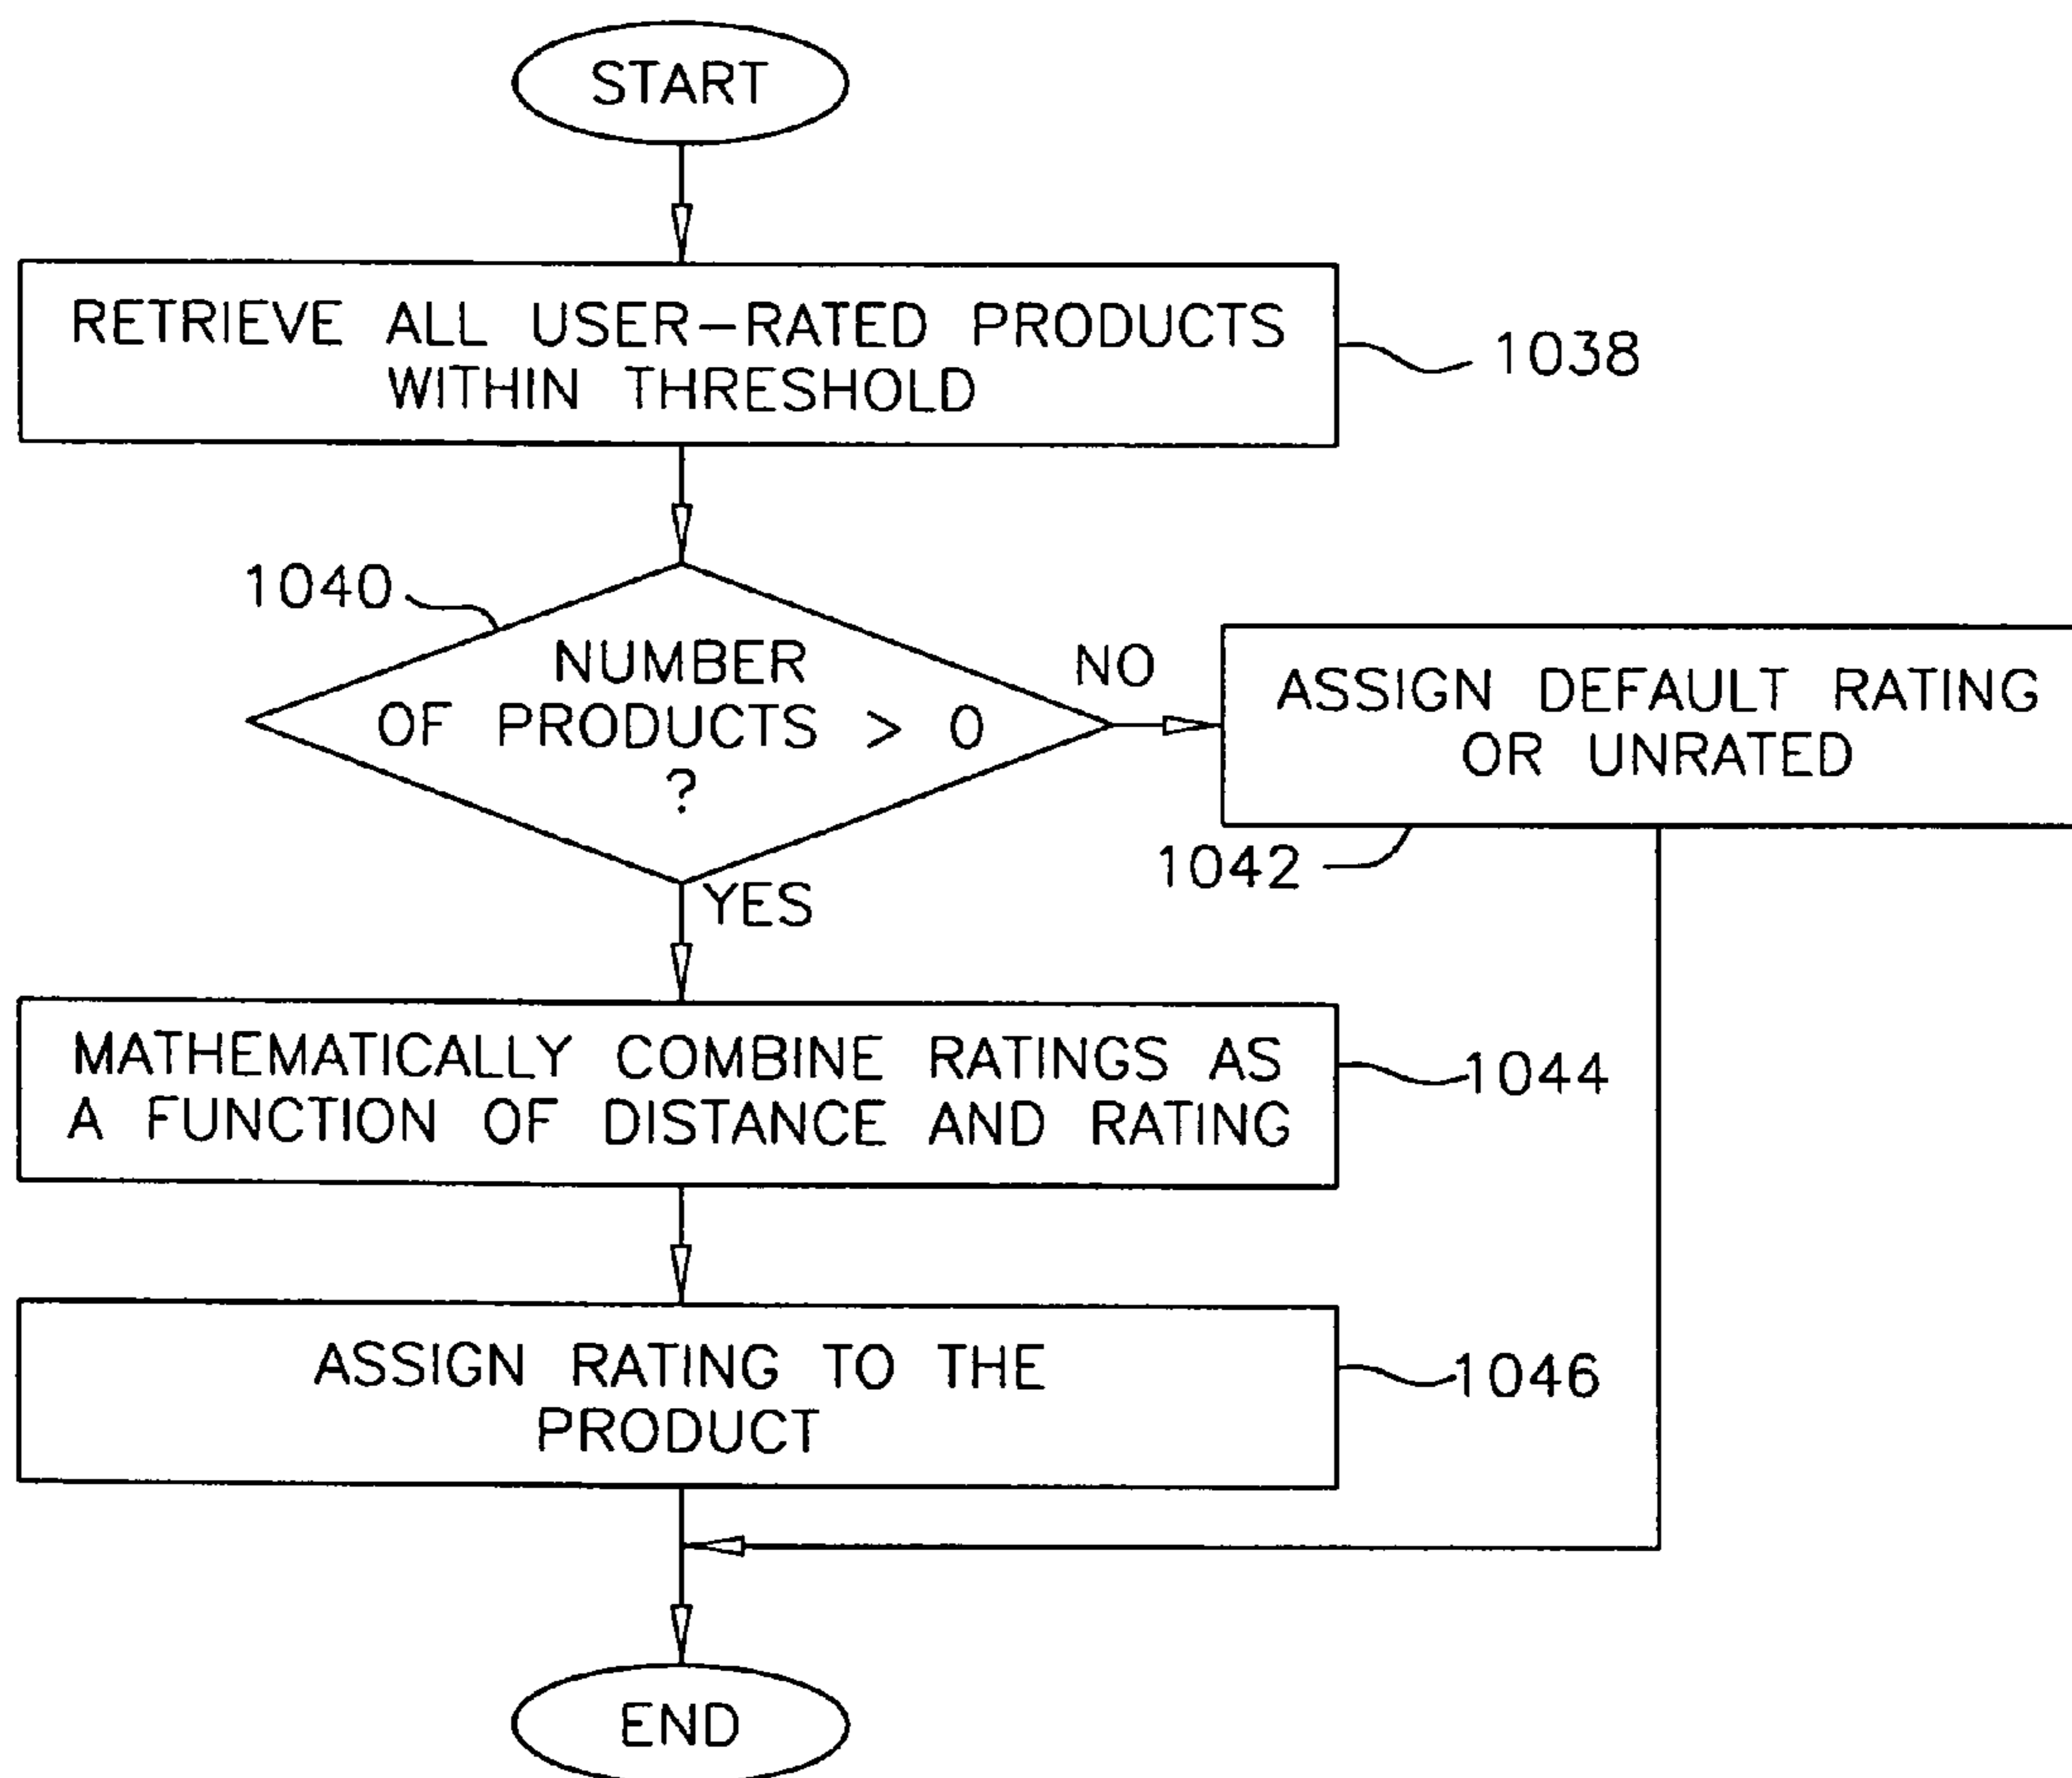 START
RETRIEVE ALL USER-RATED PRODUCTS
WITHIN THRESHOLD
1038
1040
NUMBER
OF PRODUCTS > 0
?
NO
ASSIGN DEFAULT RATING
OR UNRATED
1042
YES
MATHEMATICALLY COMBINE RATINGS AS
A FUNCTION OF DISTANCE AND RATING
1044
ASSIGN RATING TO THE
PRODUCT
1046
END